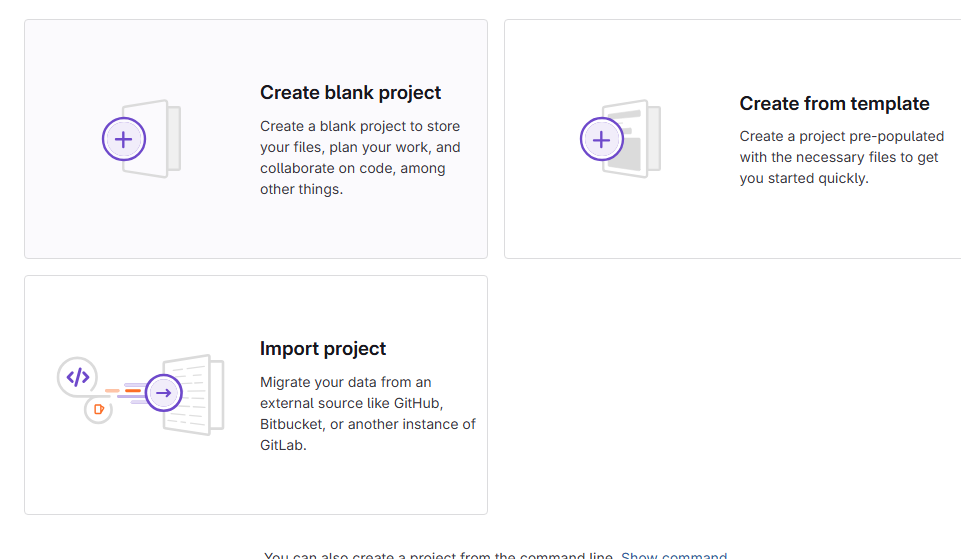 Create blank project
Create a blank project to store
your files, plan your work, and
collaborate on code, among
other things.
Create from template
Create a project pre-populated
with the necessary files to get
you started quickly.
Import project
Migrate your data from an
external source like GitHub,
Bitbucket, or another instance of
GitLab.
You can also create a project from the command line. Show command